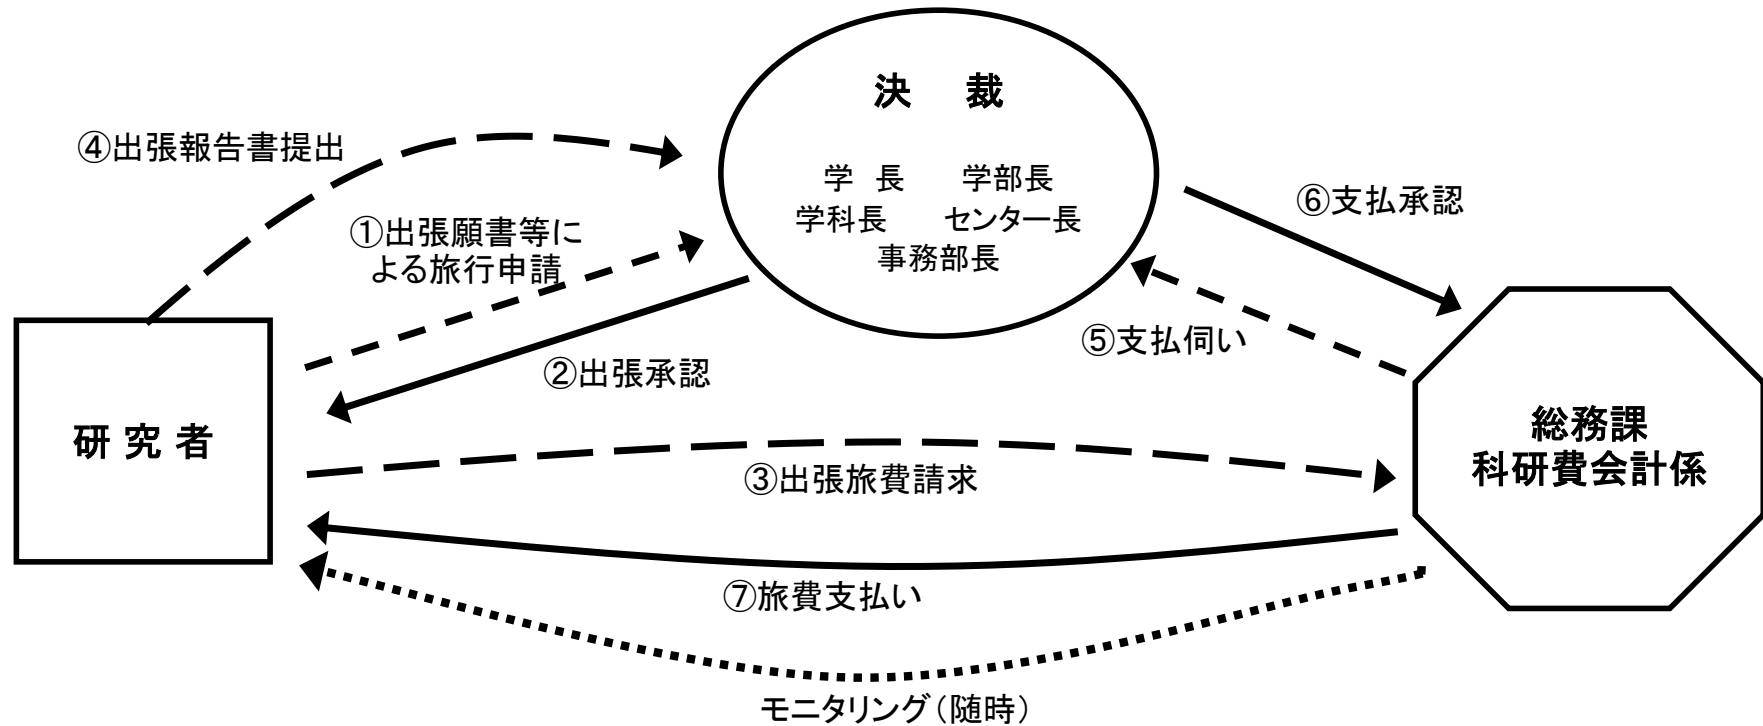 決 裁
学 長 学部長
学科長 センター長
事務部長
④出張報告書提出
①出張願書等に
よる旅行申請
⑥支払承認
⑤支払伺い
②出張承認
研 究 者
総務課
科研費会計係
③出張旅費請求
⑦旅費支払い
モニタリング（随時）